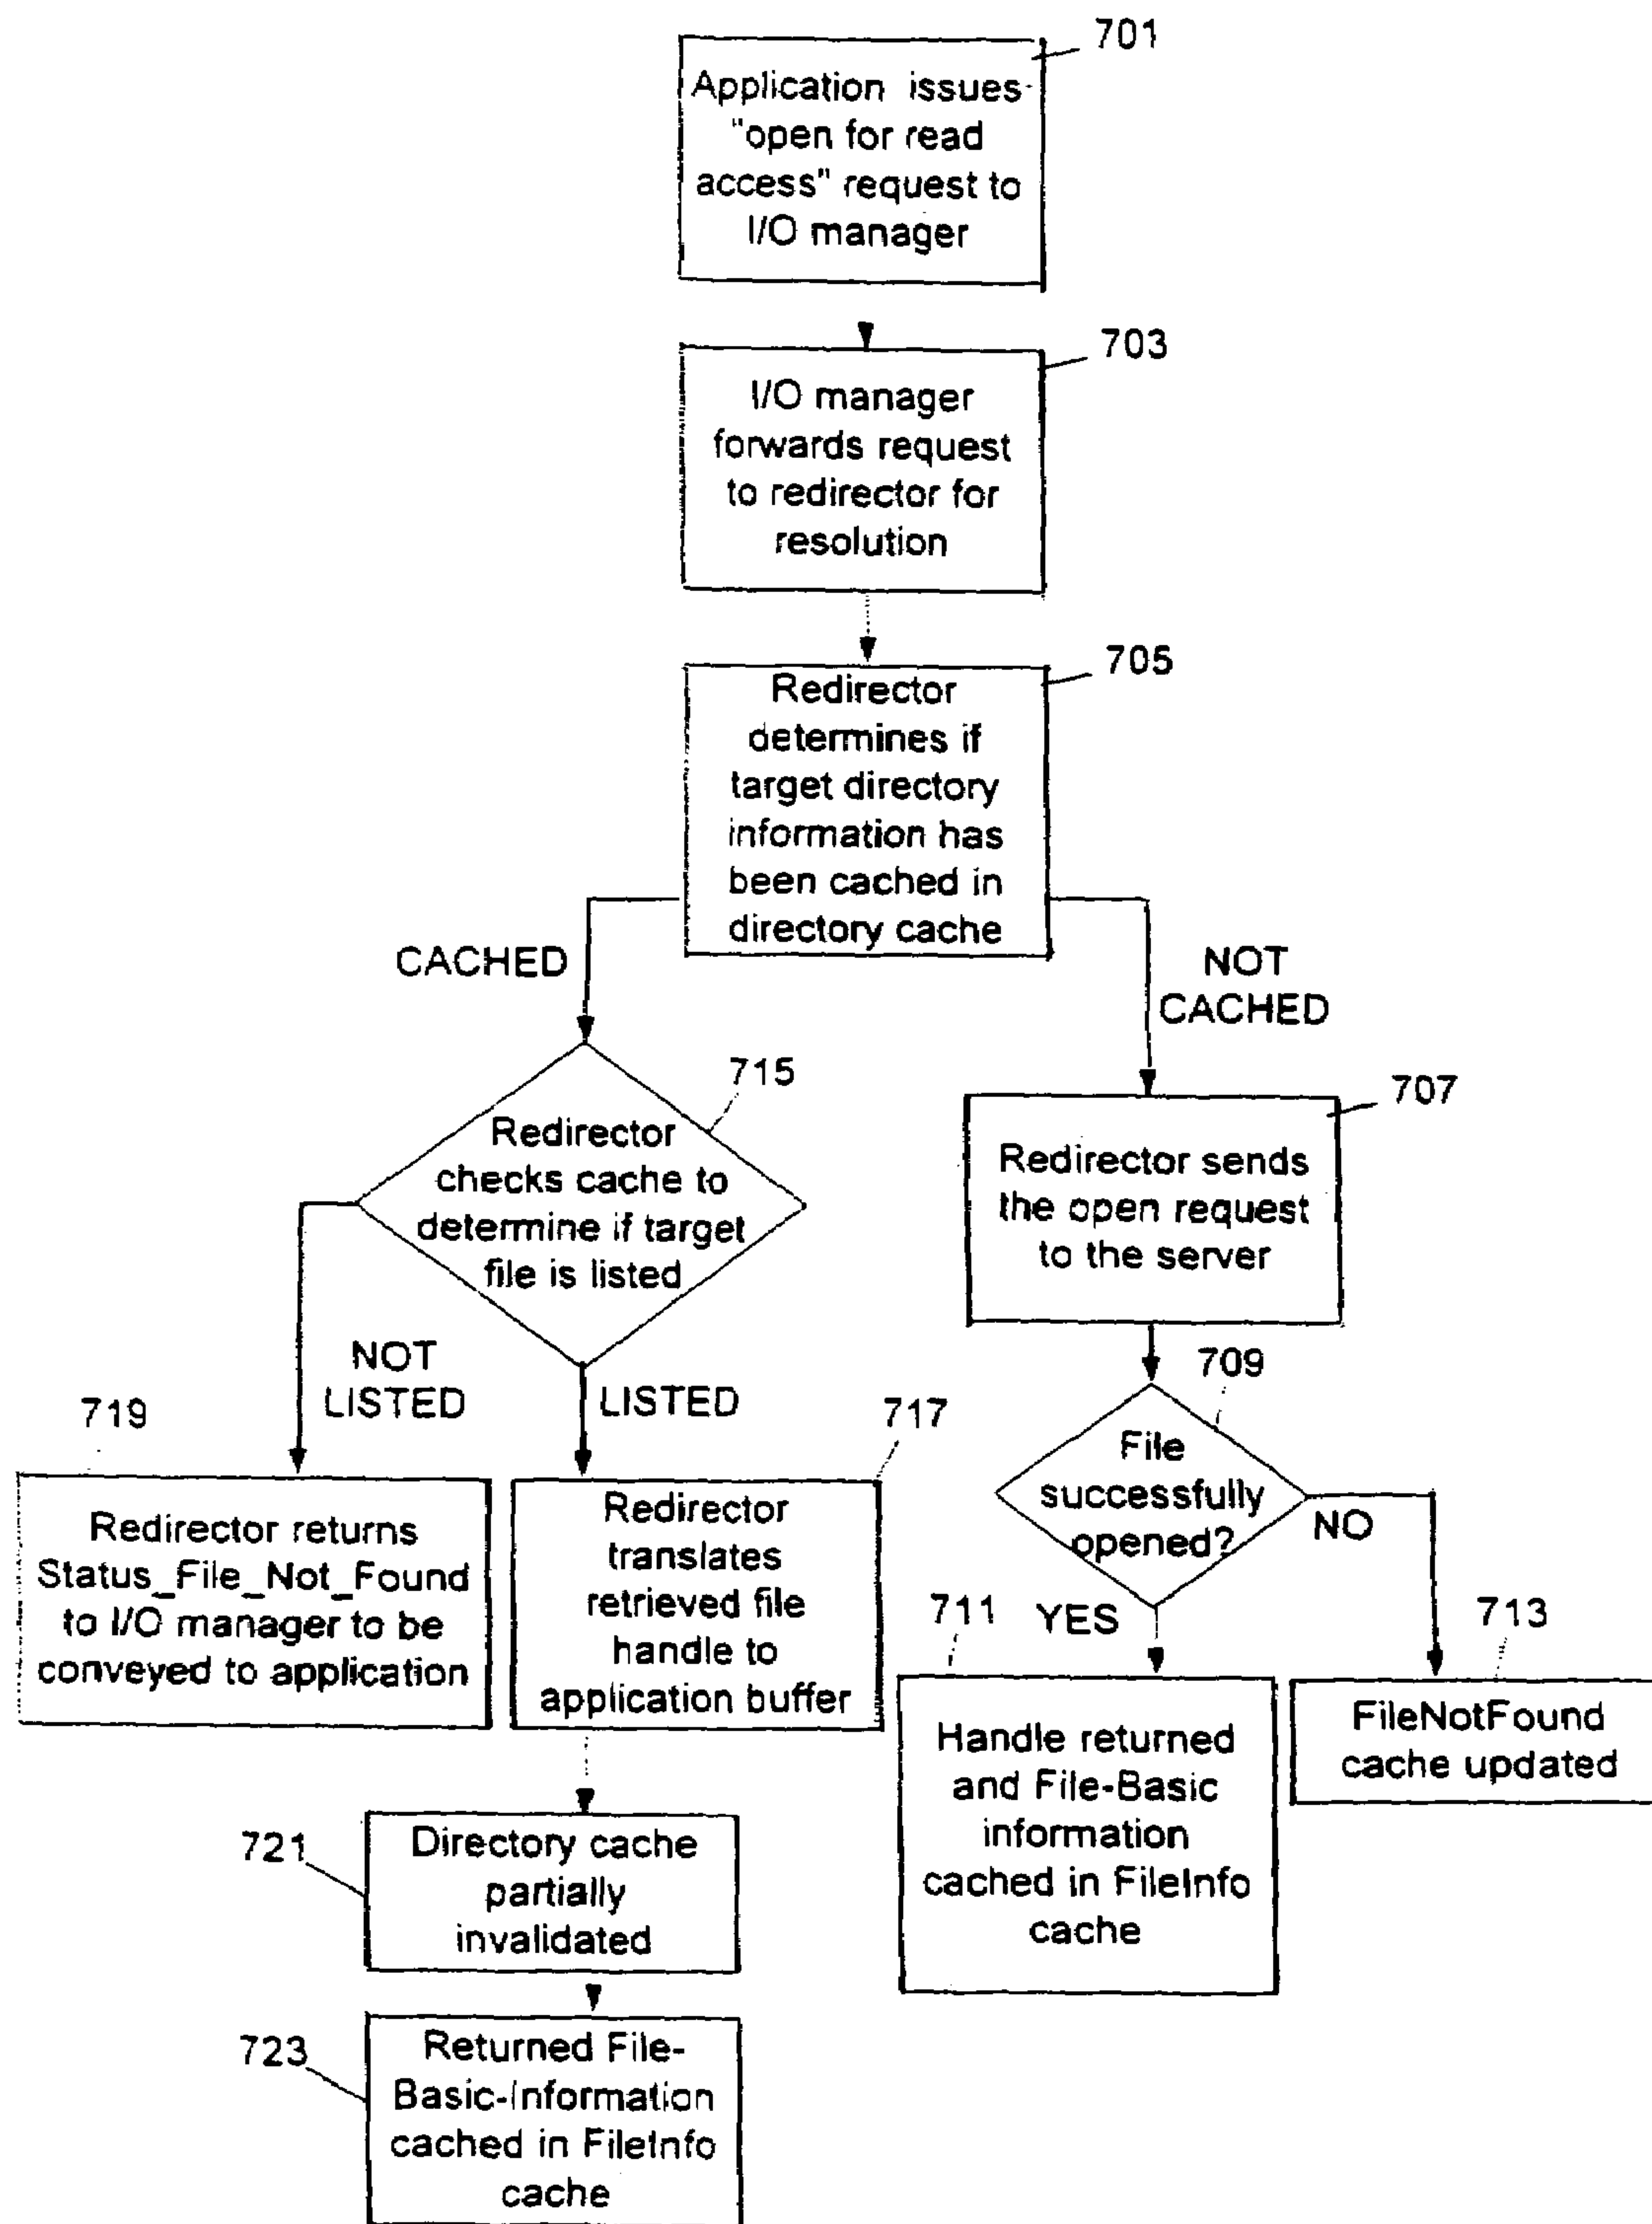 701
Application issues
"open for read
access" request to
I/O manager
703
I/O manager
forwards request
to redirector for
resolution
705
Redirector
determines if
target directory
information has
been cached in
directory cache
CACHED
NOT
CACHED
715
Redirector
checks cache to
determine if target
file is listed
707
Redirector sends
the open request
to the server
NOT
LISTED
LISTED
709
File
successfully
opened?
NO
YES
719
Redirector returns
Status_File_Not_Found
to I/O manager to be
conveyed to application
717
Redirector
translates
retrieved file
handle to
application buffer
711
Handle returned
and File-Basic
information
cached in FileInfo
cache
713
FileNotFound
cache updated
721
Directory cache
partially
invalidated
723
Returned File-
Basic-Information
cached in FileInfo
cache